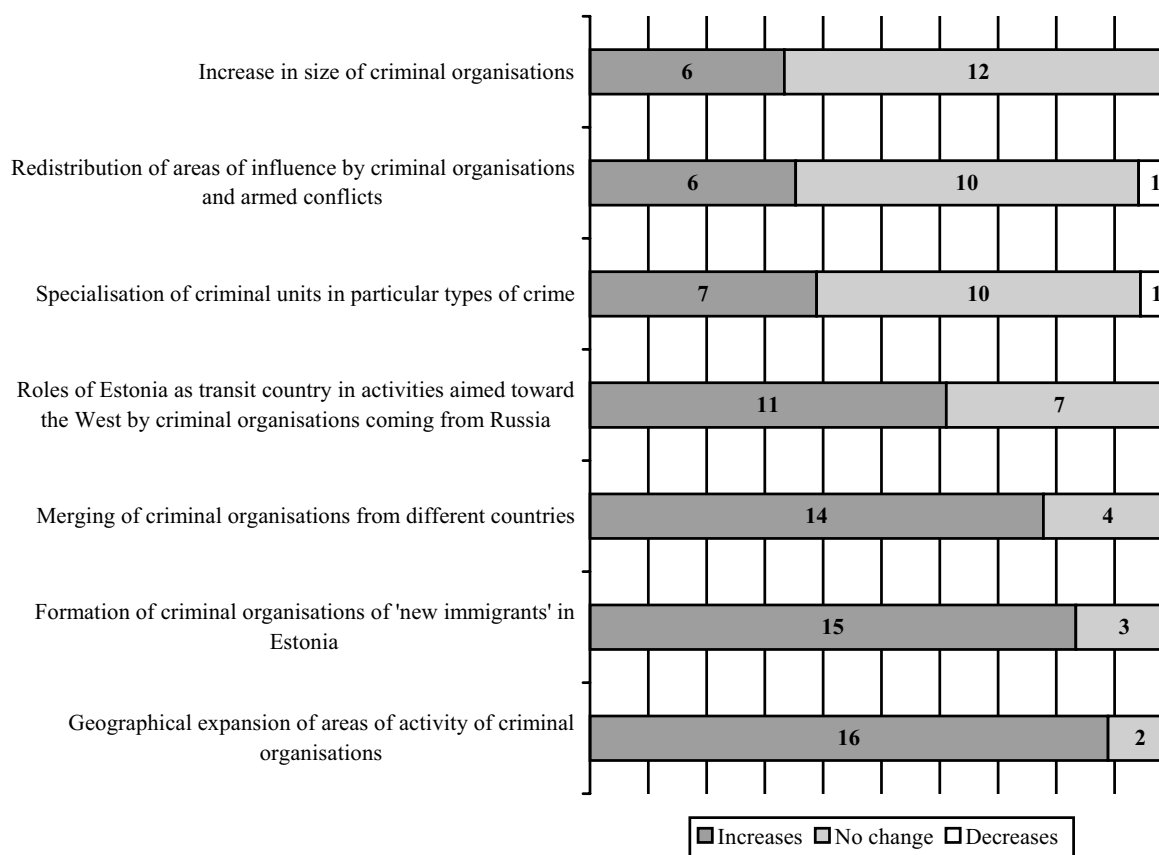 Increase in size of criminal organisations
6 12
Redistribution of areas of influence by criminal organisations
and armed conflicts
6 10 1
Specialisation of criminal units in particular types of crime
7 10 1
Roles of Estonia as transit country in activities aimed toward
the West by criminal organisations coming from Russia
11 7
Merging of criminal organisations from different countries
14 4
Formation of criminal organisations of 'new immigrants' in
Estonia
15 3
Geographical expansion of areas of activity of criminal
organisations
16 2
Increases No change Decreases